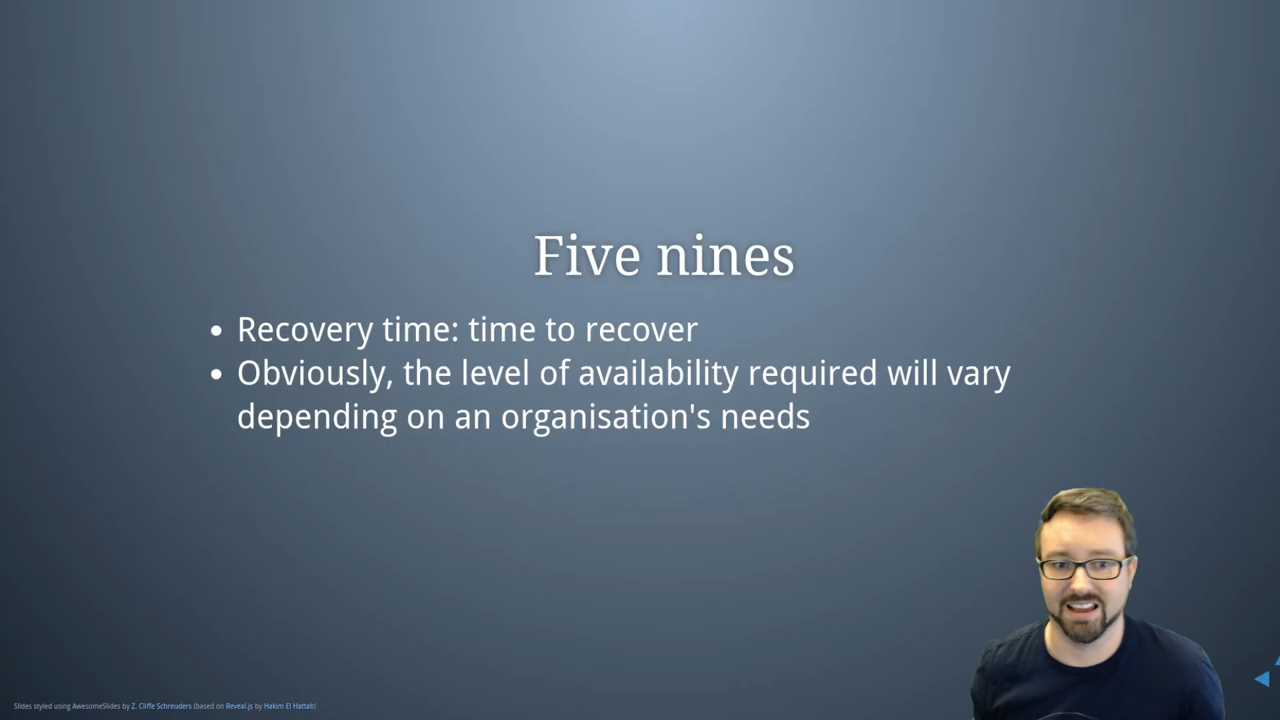 Five nines
Recovery time: time to recover
Obviously, the level of availability required will vary
depending on an organisation's needs
Slides styled using AwesomeSlides by Z. Cliffe Schreuders (based on Reveal.js by Hakim El Hattab)